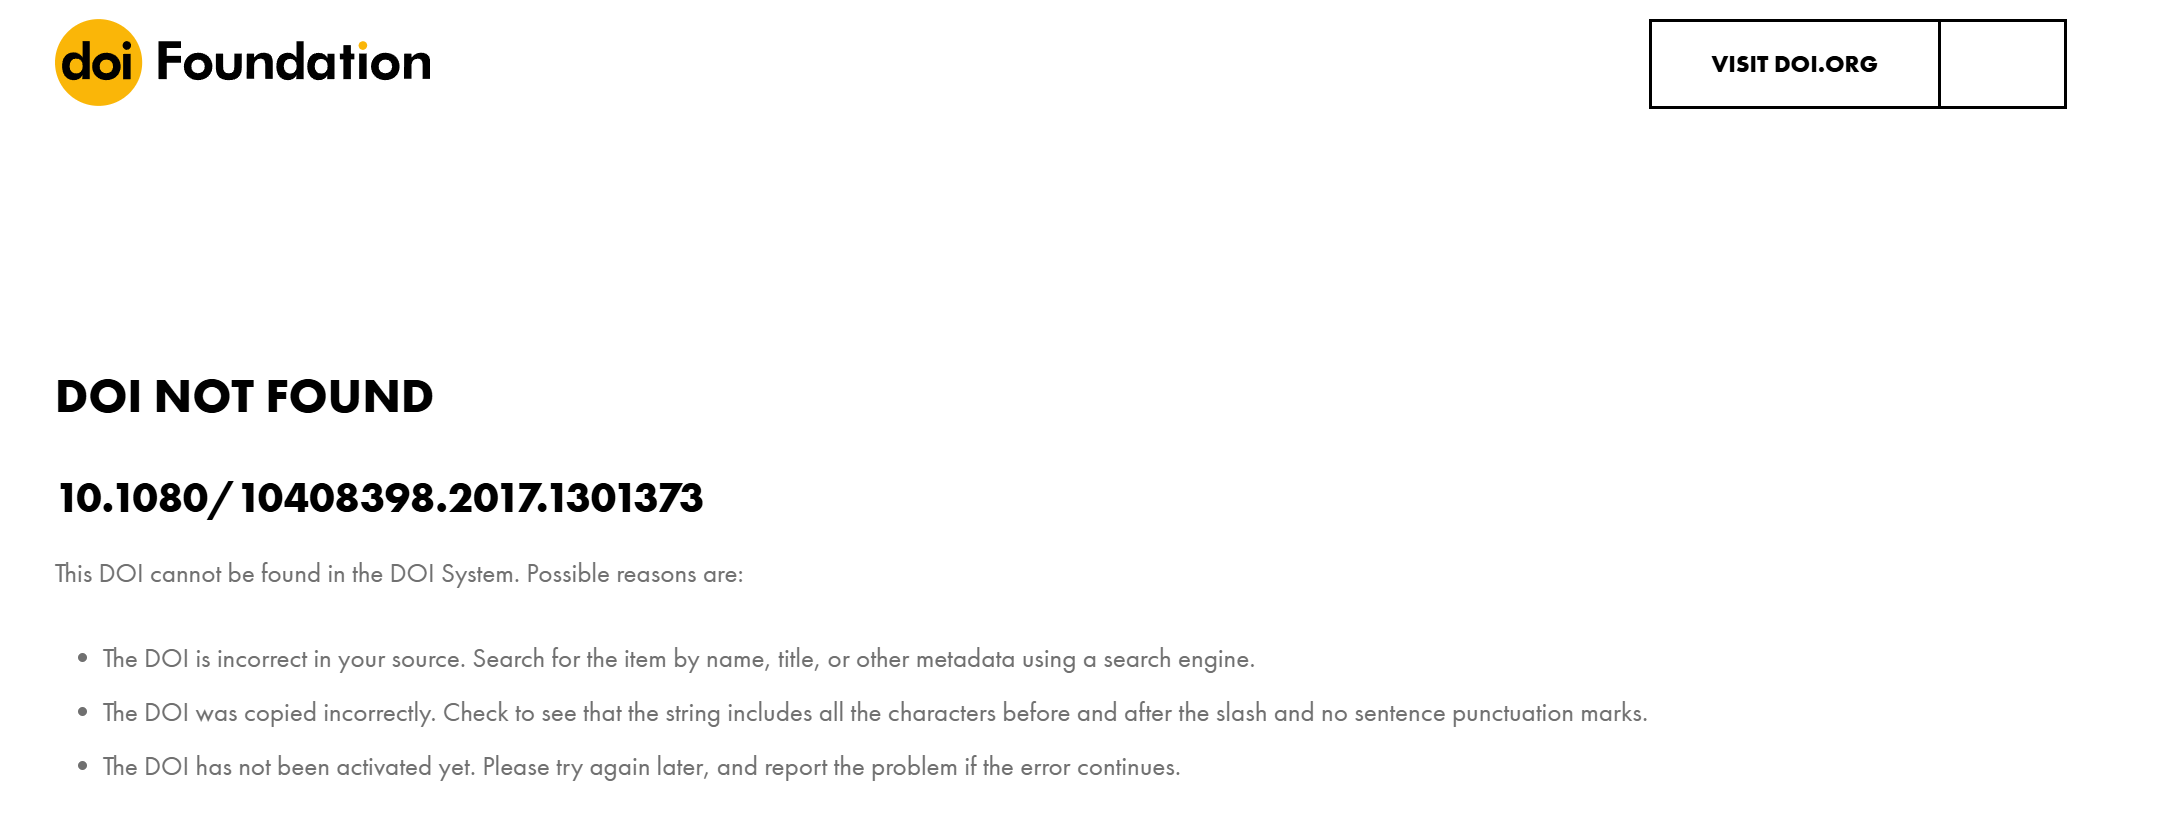 doi Foundation
VISIT DOI.ORG
DOI NOT FOUND
10.1080/10408398.2017.1301373
This DOI cannot be found in the DOI System. Possible reasons are:
• The DOI is incorrect in your source. Search for the item by name, title, or other metadata using a search engine.
• The DOI was copied incorrectly. Check to see that the string includes all the characters before and after the slash and no sentence punctuation marks.
• The DOI has not been activated yet. Please try again later, and report the problem if the error continues.